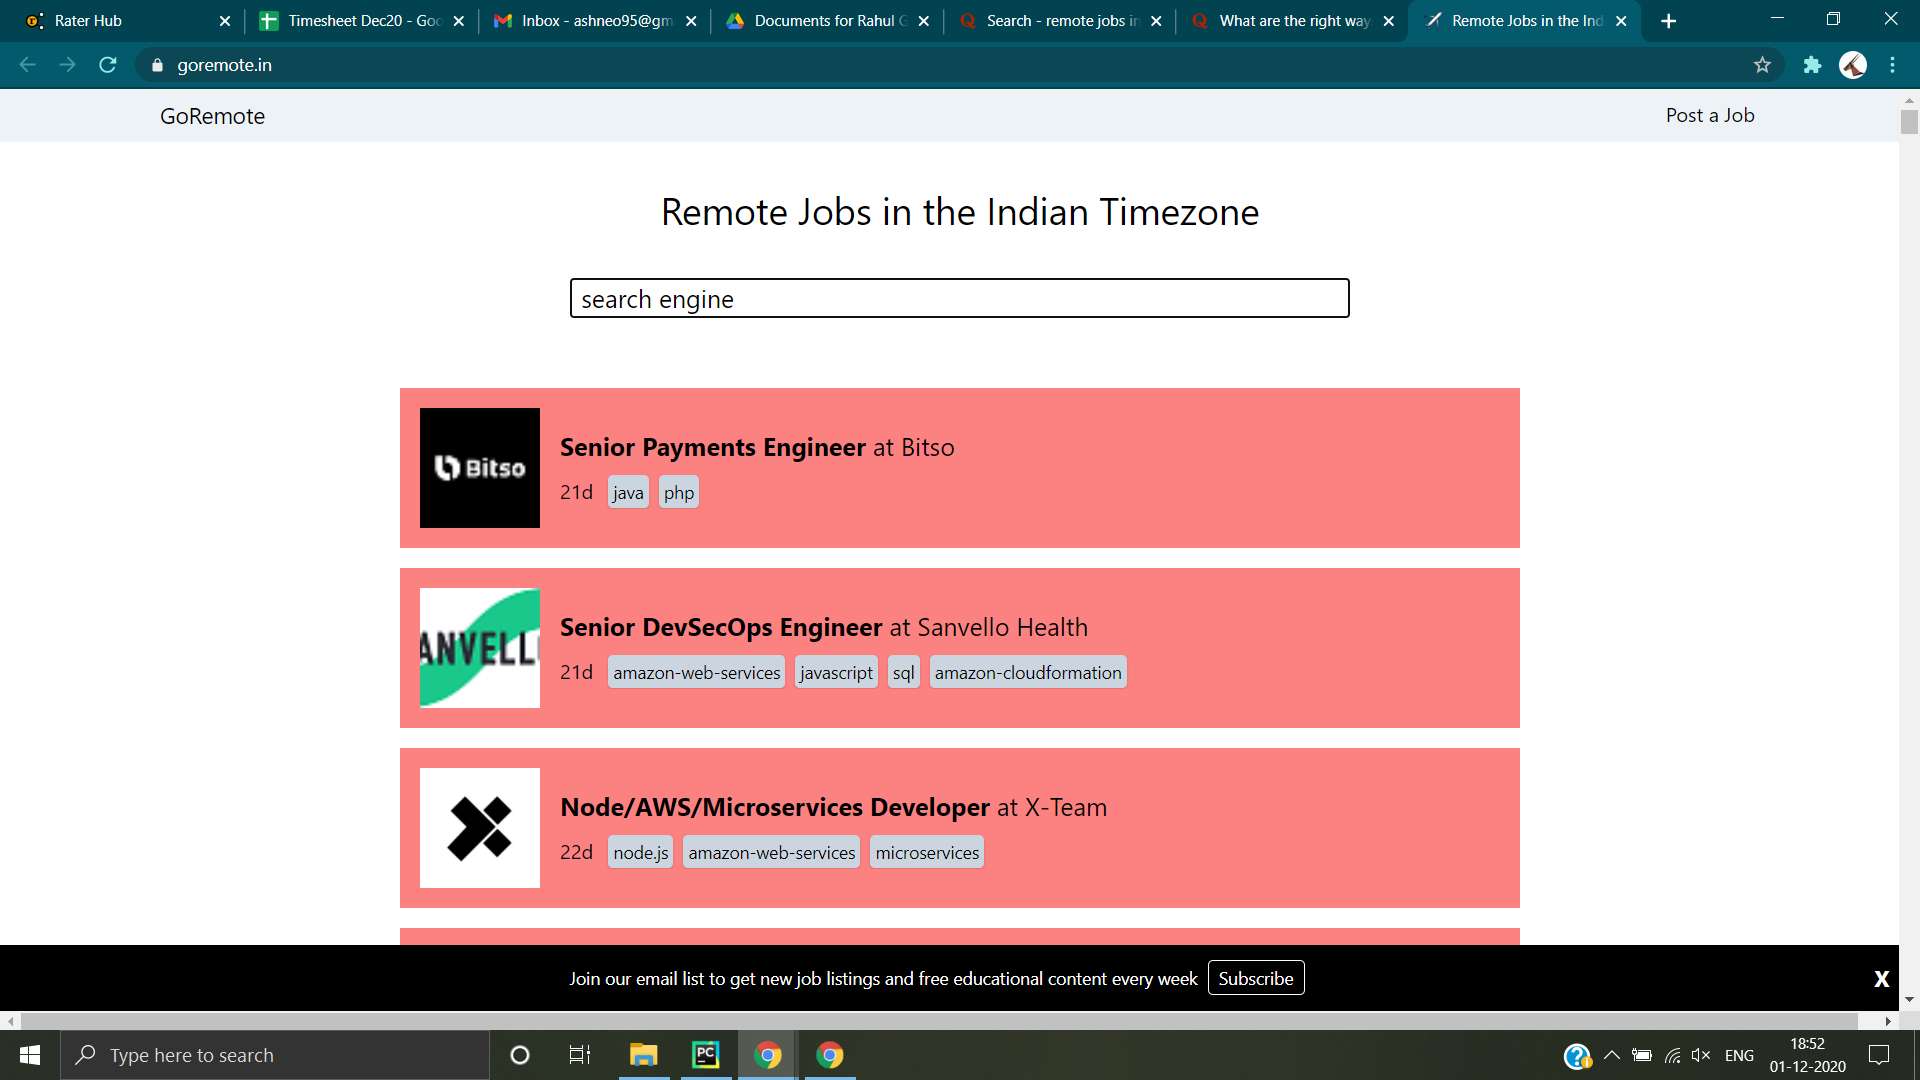 Rater Hub
Timesheet Dec20 - Goo
Inbox - ashneo95@gm
Documents for Rahul G
Search - remote jobs in
What are the right way
Remote Jobs in the Ind
goremote.in
GoRemote
Post a Job
Remote Jobs in the Indian Timezone
search engine
Bitso
Senior Payments Engineer at Bitso
21d java php
ANVELL
Senior DevSecOps Engineer at Sanvello Health
21d amazon-web-services javascript sql amazon-cloudformation
Node/AWS/Microservices Developer at X-Team
22d node.js amazon-web-services microservices
Join our email list to get new job listings and free educational content every week Subscribe X
Type here to search
PC
ENG
18:52
01-12-2020